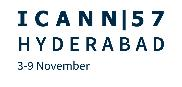 ICANN|57
HYDERABAD
3-9 November